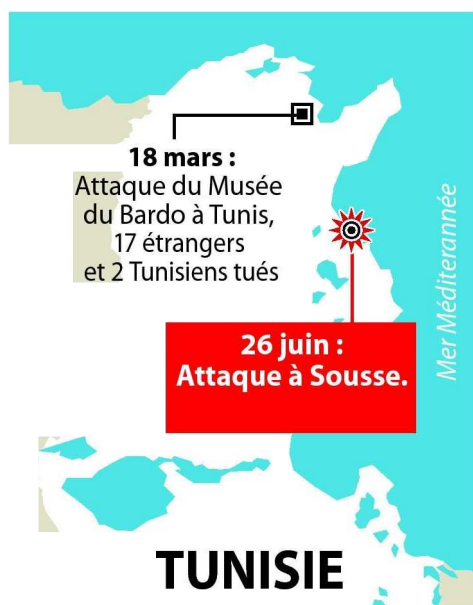 18 mars :
Attaque du Musée
du Bardo à Tunis,
17 étrangers
et 2 Tunisiens tués
Mer Méditerannée
26 juin :
Attaque à Sousse.
TUNISIE